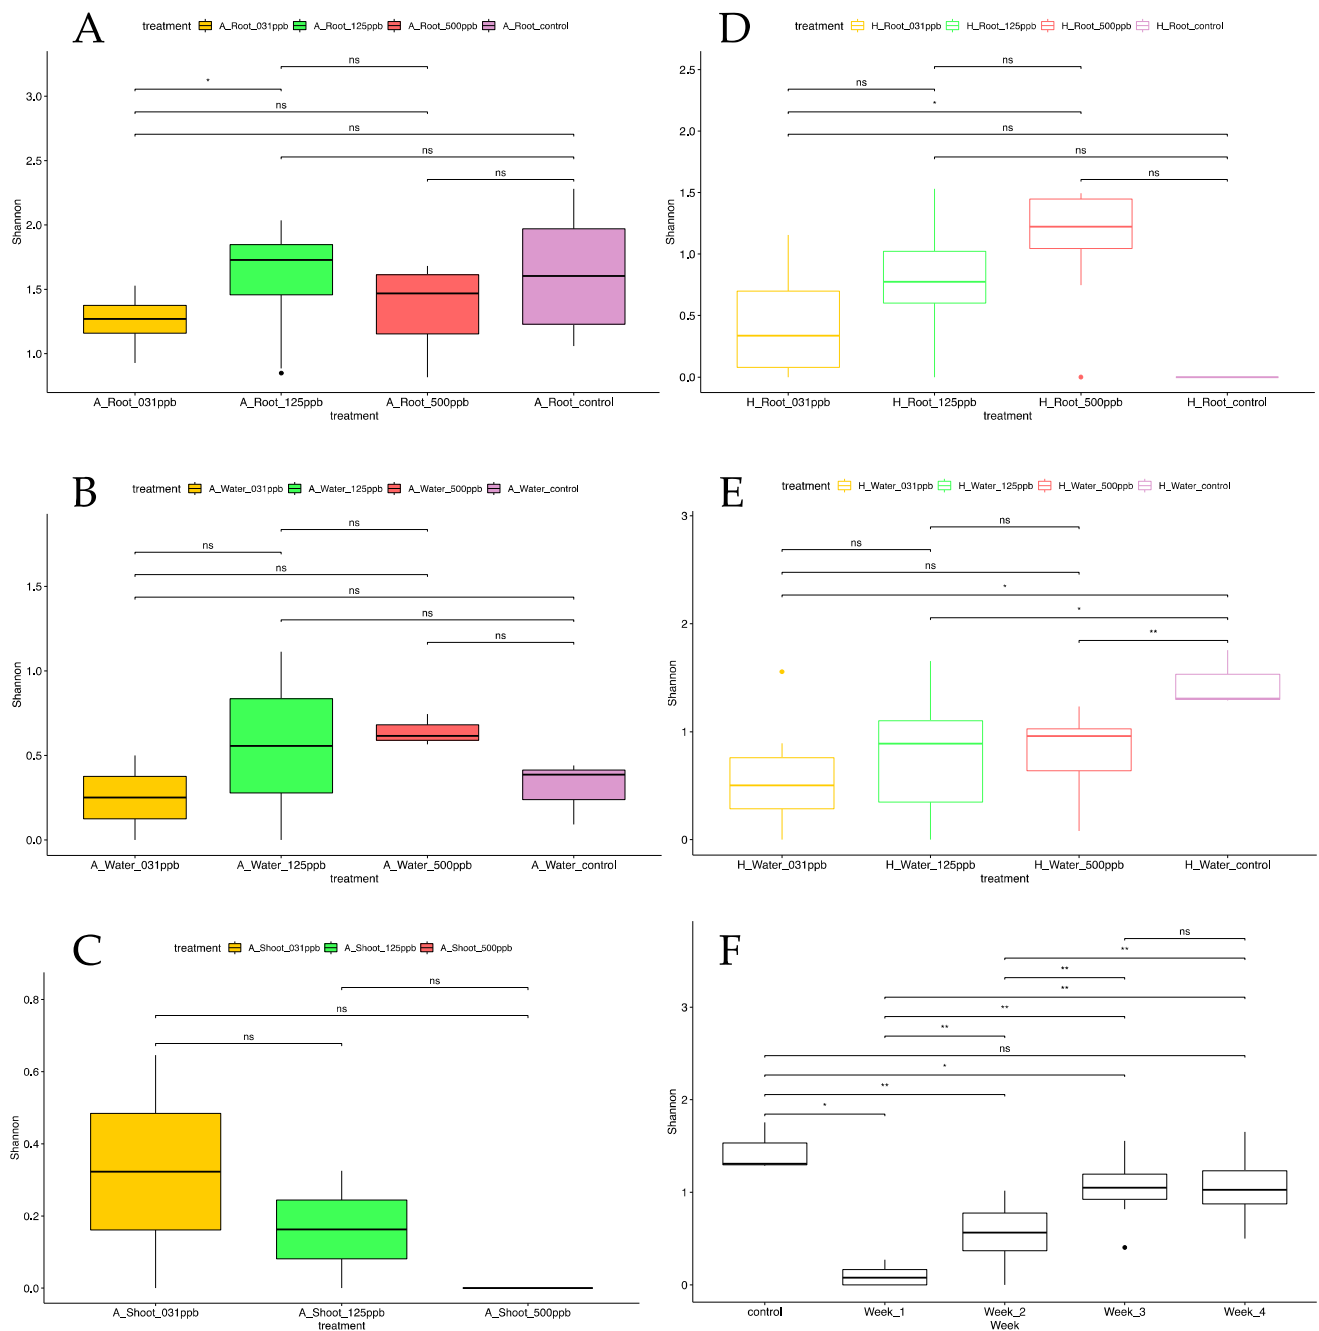 A
treatment A_Root_031ppb A_Root_125ppb A_Root_500ppb A_Root_control
ns
*
ns
ns
ns
ns
3.0
2.5
2.0
1.5
1.0
Shannon
A_Root_031ppb A_Root_125ppb A_Root_500ppb A_Root_control
treatment
D
treatment H_Root_031ppb H_Root_125ppb H_Root_500ppb H_Root_control
ns
ns
*
ns
ns
ns
2.5
2.0
1.5
1.0
0.5
0.0
Shannon
H_Root_031ppb H_Root_125ppb H_Root_500ppb H_Root_control
treatment
B
treatment A_Water_031ppb A_Water_125ppb A_Water_500ppb A_Water_control
ns
ns
ns
ns
ns
ns
1.5
1.0
0.5
0.0
Shannon
A_Water_031ppb A_Water_125ppb A_Water_500ppb A_Water_control
treatment
E
treatment H_Water_031ppb H_Water_125ppb H_Water_500ppb H_Water_control
ns
ns
ns
*
*
**
3
2
1
0
Shannon
H_Water_031ppb H_Water_125ppb H_Water_500ppb H_Water_control
treatment
C
treatment A_Shoot_031ppb A_Shoot_125ppb A_Shoot_500ppb
ns
ns
ns
0.8
0.6
0.4
0.2
0.0
Shannon
A_Shoot_031ppb A_Shoot_125ppb A_Shoot_500ppb
treatment
F
ns
**
**
**
**
**
ns
*
**
*
3
2
1
0
Shannon
control Week_1 Week_2 Week_3 Week_4
Week